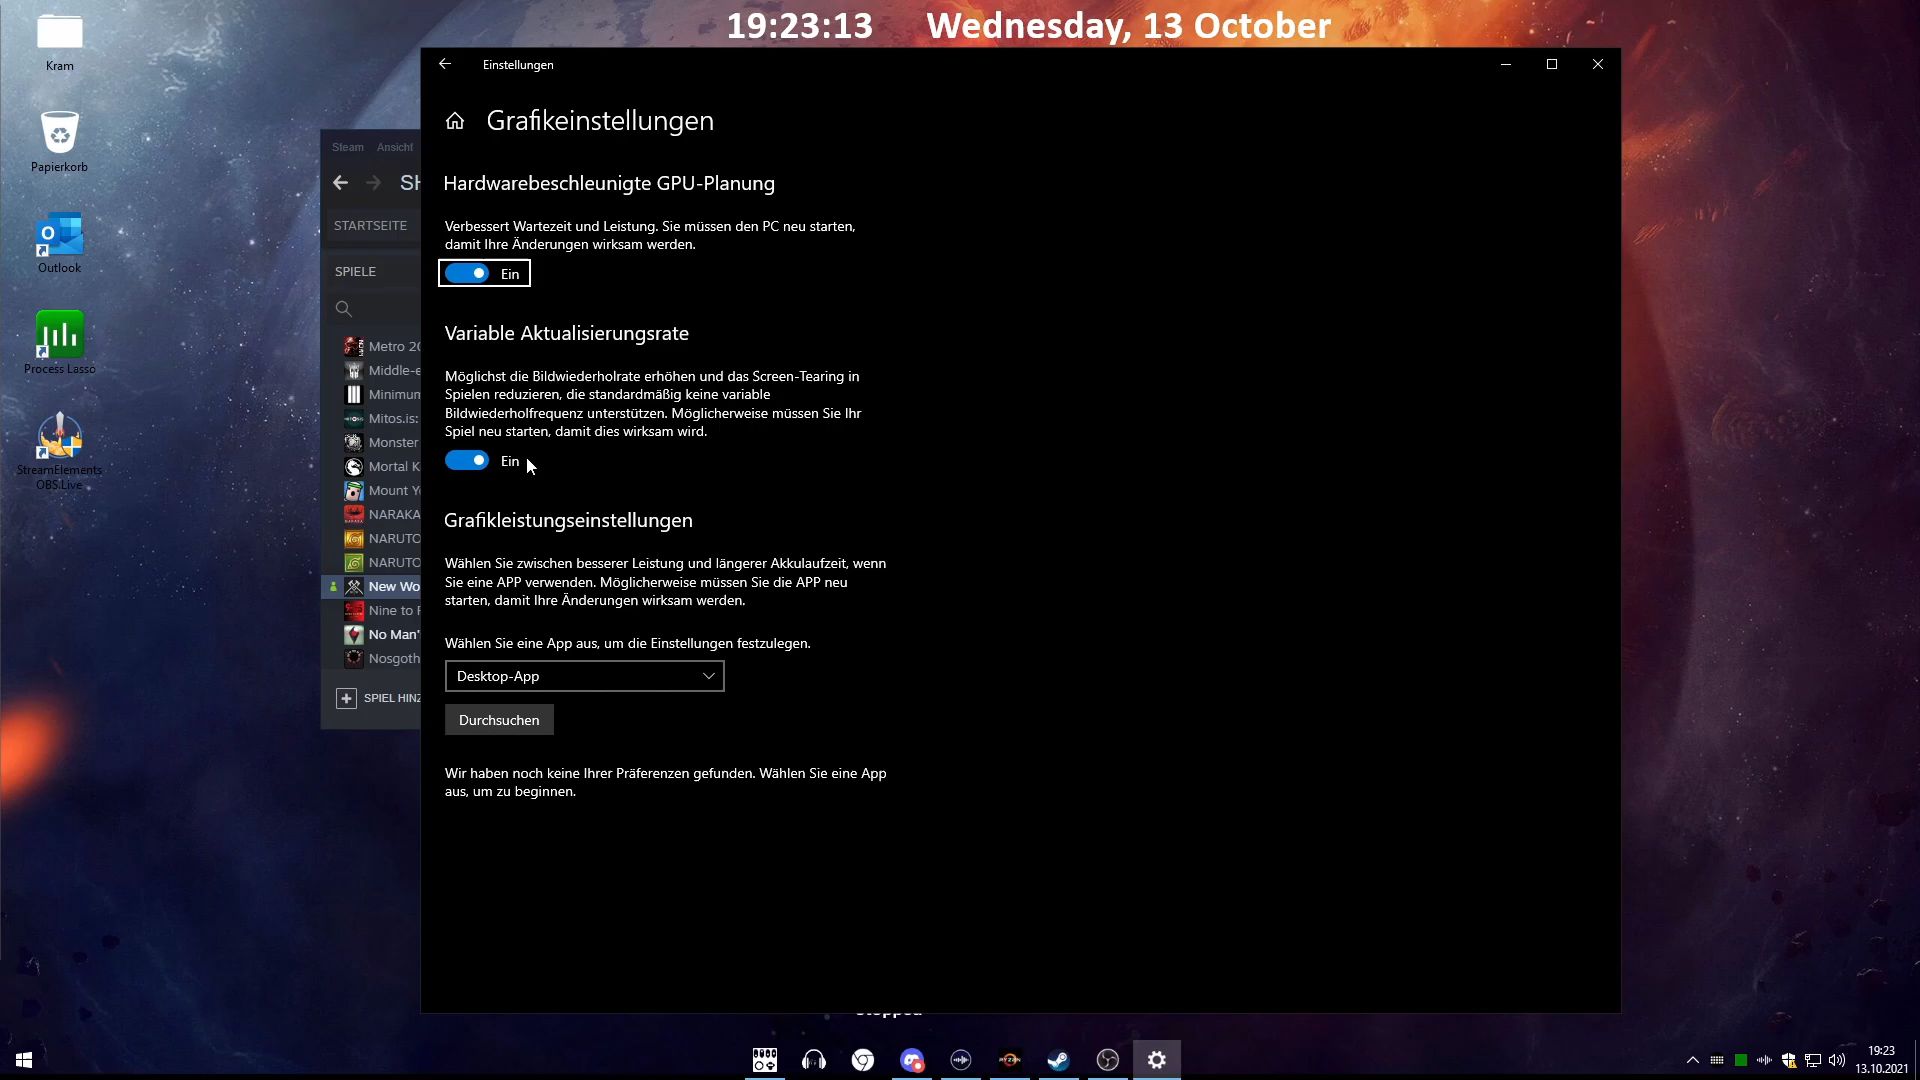 19:23:13 Wednesday, 13 October
Kram
Papierkorb
Outlook
Process Lasso
StreamElements
OBS.Live
Steam Ansicht
SH
STARTSEITE
SPIELE
Metro 20
Middle-e
Minimum
Mitos.is:
Monster
Mortal K
Mount Yo
NARAKA
NARUTO
NARUTO
New Wo
Nine to P
No Man'
Nosgoth
SPIEL HINZ
Einstellungen
Grafikeinstellungen
Hardwarebeschleunigte GPU-Planung
Verbessert Wartezeit und Leistung. Sie müssen den PC neu starten,
damit Ihre Änderungen wirksam werden.
Ein
Variable Aktualisierungsrate
Möglichst die Bildwiederholrate erhöhen und das Screen-Tearing in
Spielen reduzieren, die standardmäßig keine variable
Bildwiederholfrequenz unterstützen. Möglicherweise müssen Sie Ihr
Spiel neu starten, damit dies wirksam wird.
Ein
Grafikleistungseinstellungen
Wählen Sie zwischen besserer Leistung und längerer Akkulaufzeit, wenn
Sie eine APP verwenden. Möglicherweise müssen Sie die APP neu
starten, damit Ihre Änderungen wirksam werden.
Wählen Sie eine App aus, um die Einstellungen festzulegen.
Desktop-App
Durchsuchen
Wir haben noch keine Ihrer Präferenzen gefunden. Wählen Sie eine App
aus, um zu beginnen.
Stopped
RYZEN
19:23
13.10.2021